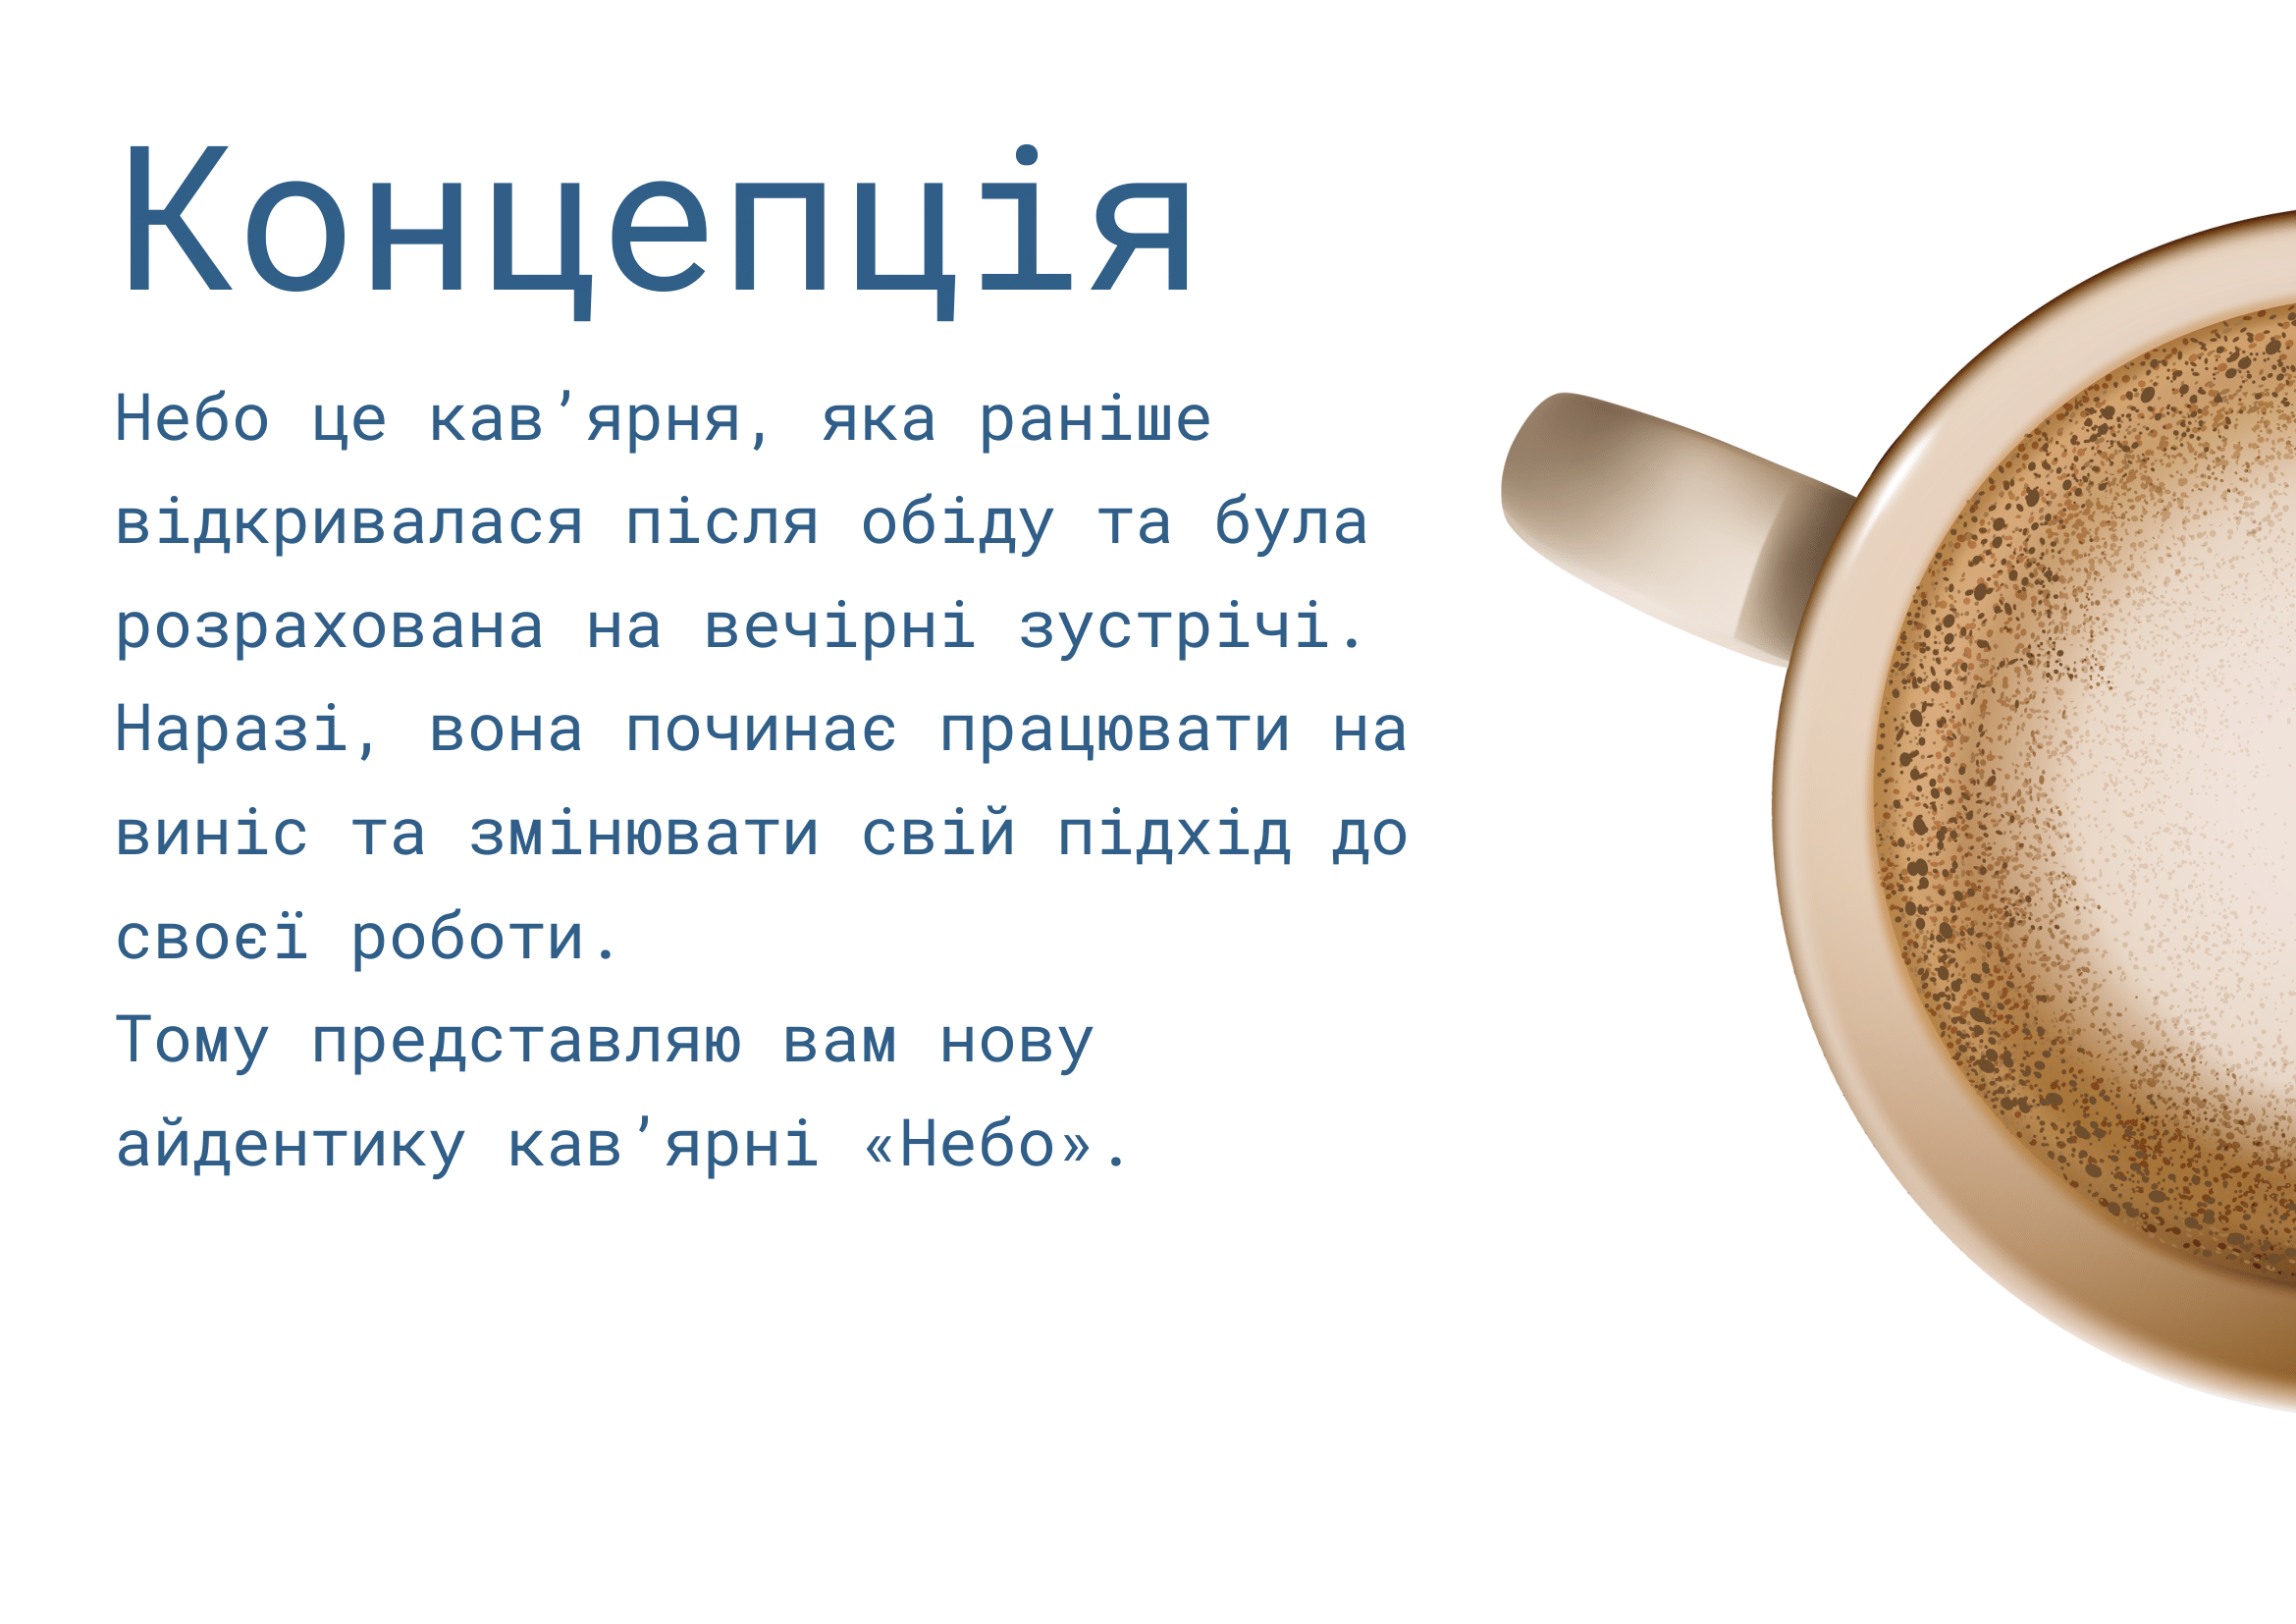 Концепція
Небо це кав’ярня, яка раніше
відкривалася після обіду та була
розрахована на вечірні зустрічі.
Наразі, вона починає працювати на
виніс та змінювати свій підхід до
своєї роботи.
Тому представляю вам нову
айдентику кав’ярні «Небо».